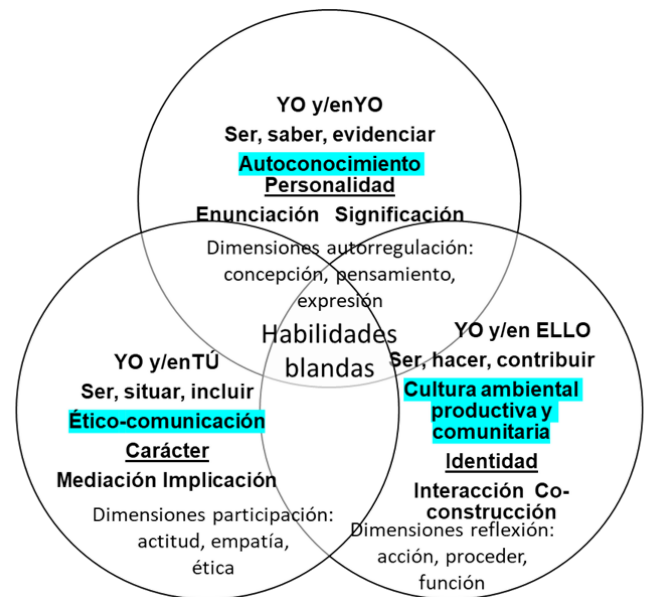 YO y/enYO
Ser, saber, evidenciar
Autoconocimiento
Personalidad
Enunciación Significación
Dimensiones autorregulación:
concepción, pensamiento,
expresión
Habilidades
blandas
YO y/enTÚ
Ser, situar, incluir
Ético-comunicación
Carácter
Mediación Implicación
Dimensiones participación:
actitud, empatía,
ética
YO y/en ELLO
Ser, hacer, contribuir
Cultura ambiental
productiva y
comunitaria
Identidad
Interacción Co-
construcción
Dimensiones reflexión:
acción, proceder,
función